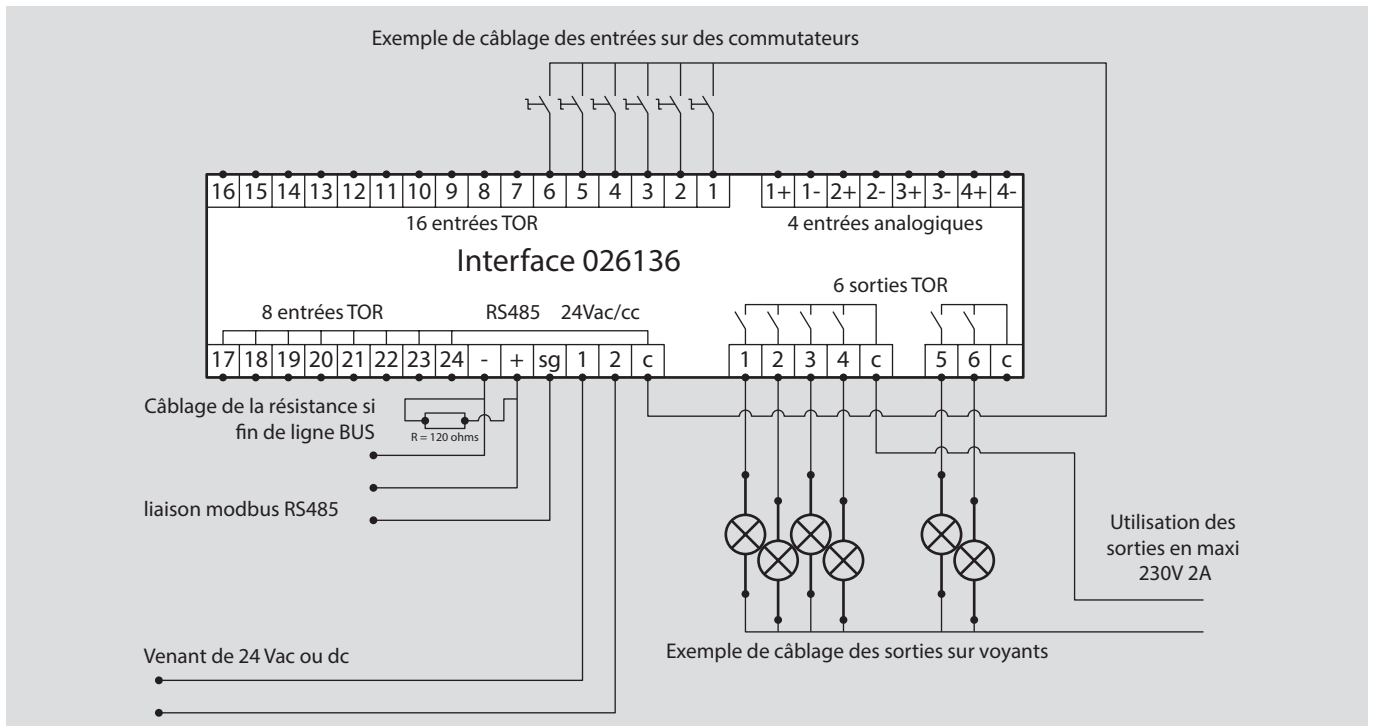 Exemple de câblage des entrées sur des commutateurs
16 15 14 13 12 11 10 9 8 7 6 5 4 3 2 1
1+ 1- 2+ 2- 3+ 3- 4+ 4-
16 entrées TOR
4 entrées analogiques
Interface 026136
6 sorties TOR
8 entrées TOR
RS485
24Vac/cc
17 18 19 20 21 22 23 24 - + sg 1 2 c
1 2 3 4 c
5 6 c
Câblage de la résistance si
fin de ligne BUS
R = 120 ohms
liaison modbus RS485
Utilisation des
sorties en maxi
230V 2A
Exemple de câblage des sorties sur voyants
Venant de 24 Vac ou dc